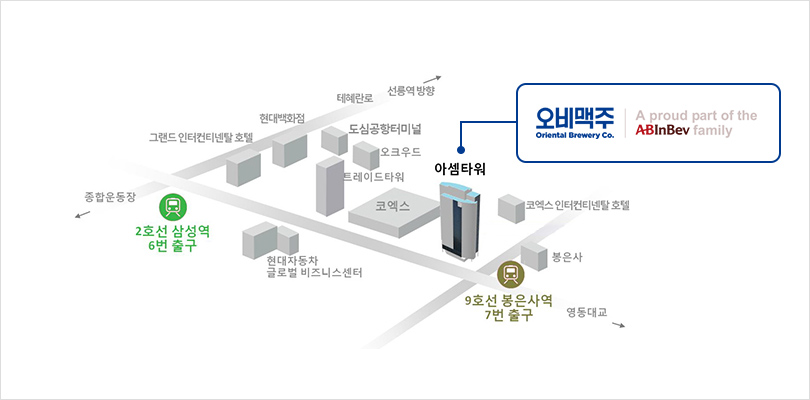 선릉역 방향
테헤란로
현대백화점
도심공항터미널
그랜드 인터컨티넨탈 호텔
오크우드
트레이드타워
아셈타워
오비맥주
Oriental Brewery Co.
A proud part of the
ABInBev family
종합운동장
코엑스
코엑스 인터컨티넨탈 호텔
2호선 삼성역
6번 출구
현대자동차
글로벌 비즈니스센터
봉은사
9호선 봉은사역
7번 출구
영동대교